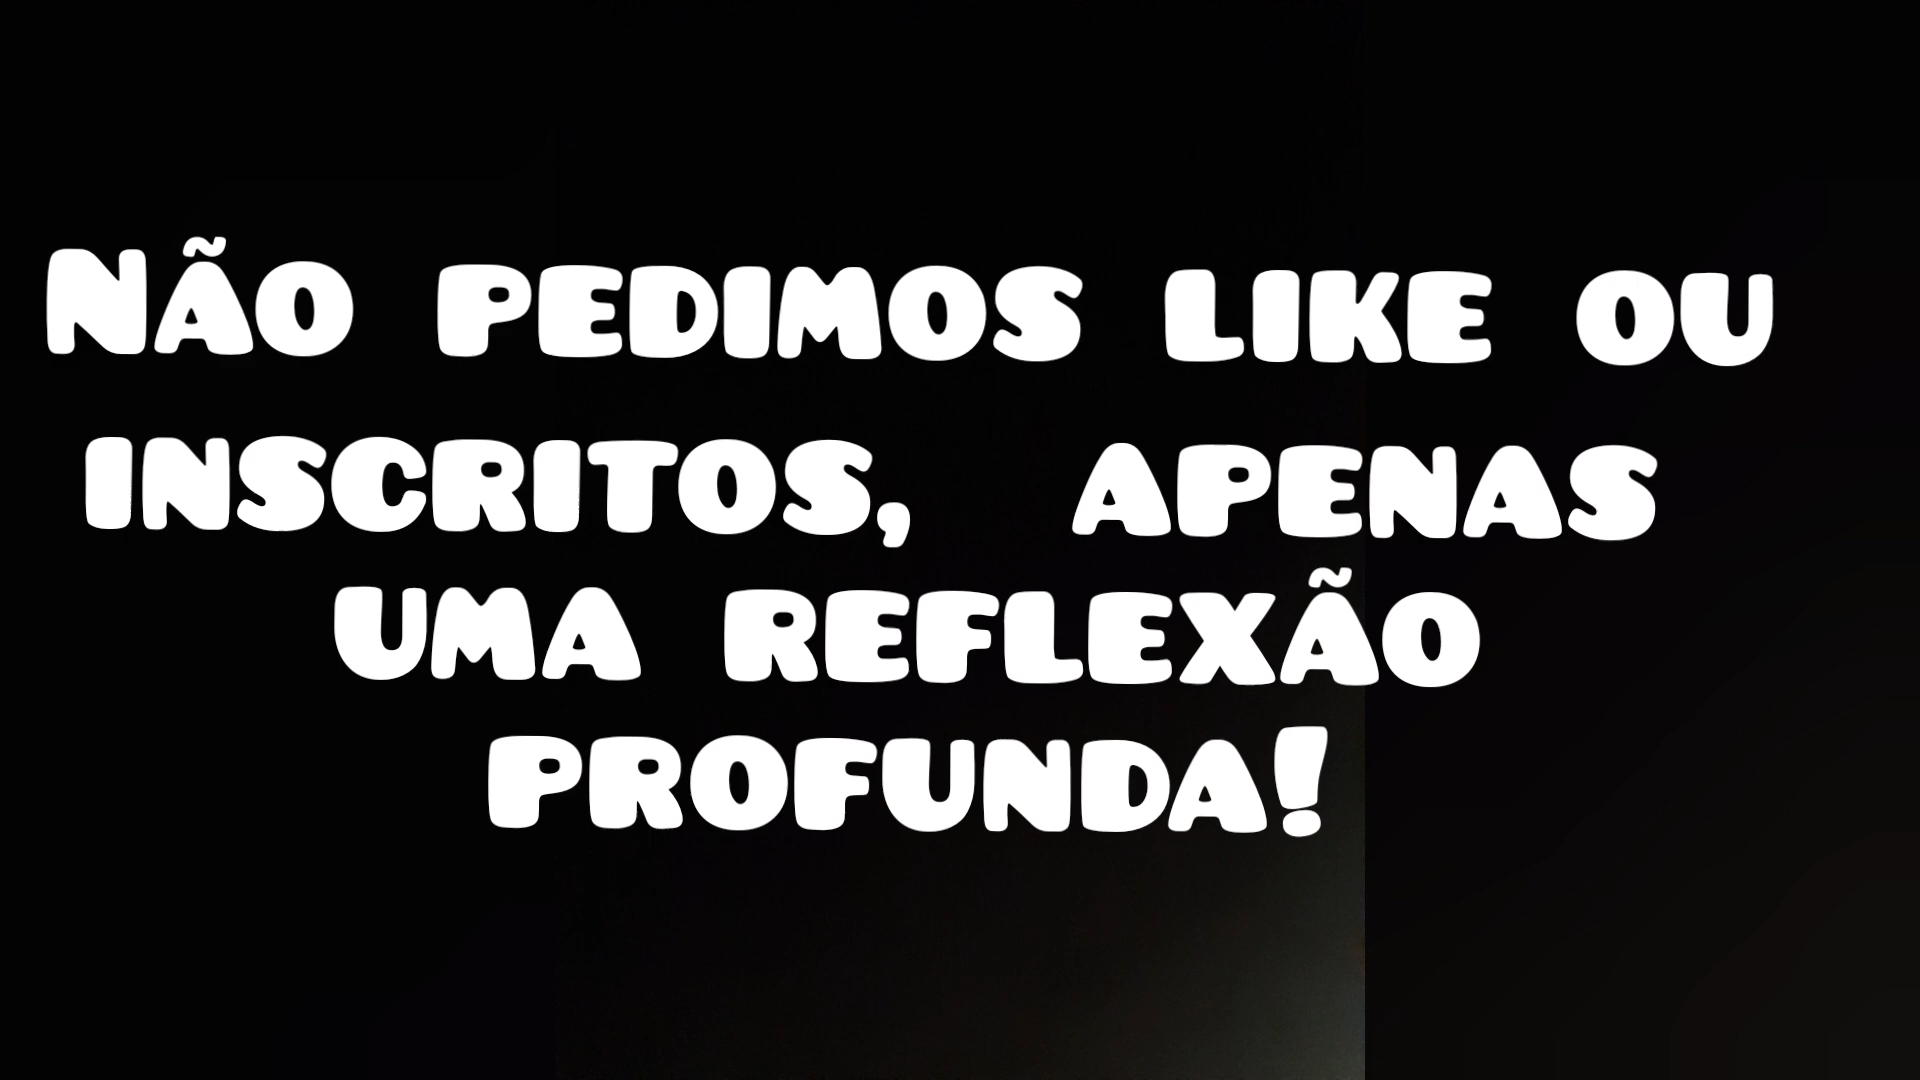 Não pedimos like ou
inscritos, apenas
uma reflexão
profunda!